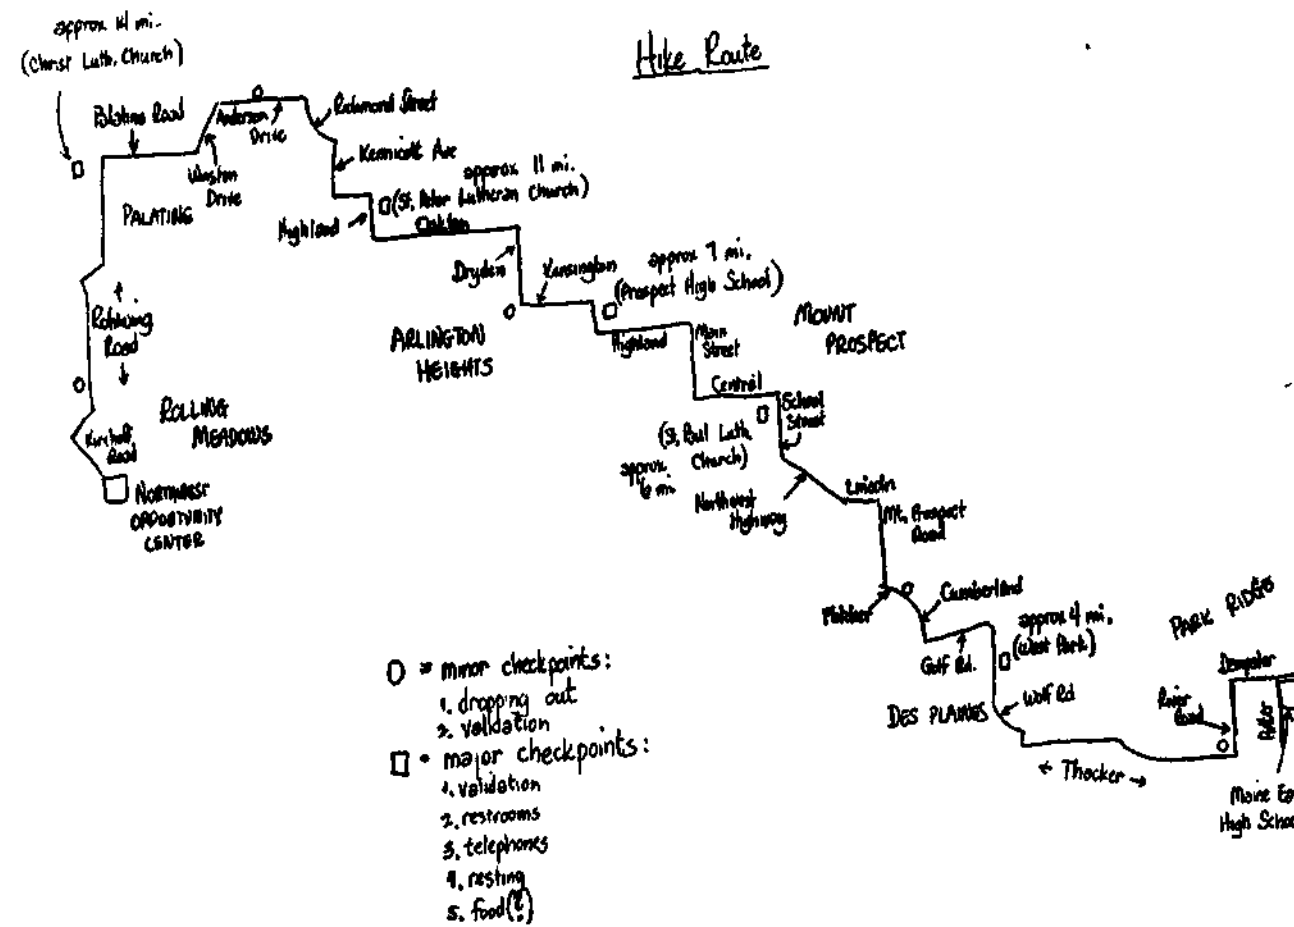 Hike Route
approx 14 mi.
(Christ Luth. Church)
Palatine Road
Winston
Drive
Anderson
Drive
Richmond Street
Kennicott Ave
PALATINE
Highland
approx 11 mi.
(St. Peter Lutheran Church)
Oakton
Dryden
Kensington
approx 7 mi.
(Prospect High School)
Highland
Main
Street
MOUNT
PROSPECT
ARLINGTON
HEIGHTS
Rohlwing
Road
ROLLING
MEADOWS
Kirchoff
Road
NORTHWEST
OPPORTUNITY
CENTER
Central
School
Street
(St. Paul Luth.
Church)
approx
6 mi.
Northwest
Highway
Lincoln
Mt. Prospect
Road
Cumberland
Golf Rd.
approx 4 mi.
(West Park)
Wolf Rd
DES PLAINES
← Thacker →
PARK RIDGE
Dempster
River
Road
Potter
Maine Ea
High Schoo
O = minor checkpoints:
1. dropping out
2. validation
□ = major checkpoints:
1. validation
2. restrooms
3. telephones
4. resting
5. food(?)